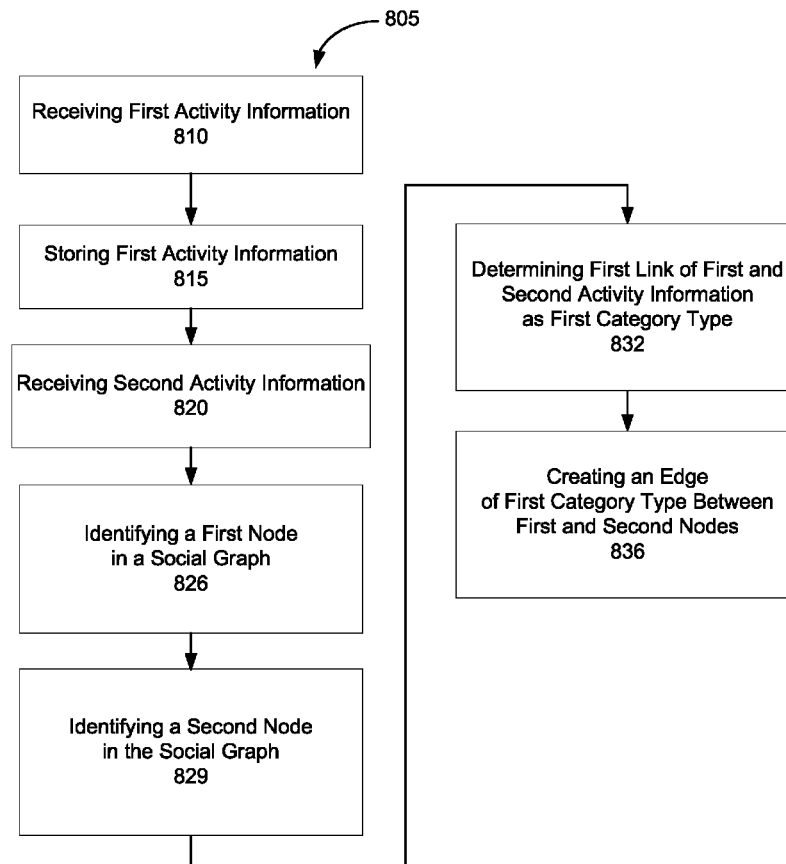 805
Receiving First Activity Information
810
Storing First Activity Information
815
Receiving Second Activity Information
820
Identifying a First Node
in a Social Graph
826
Identifying a Second Node
in the Social Graph
829
Determining First Link of First and
Second Activity Information
as First Category Type
832
Creating an Edge
of First Category Type Between
First and Second Nodes
836